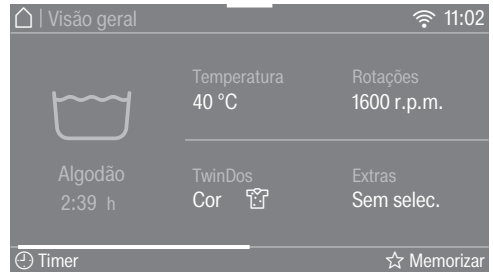 | Visão geral 11:02
Temperatura
40 °C
Rotações
1600 r.p.m.
Algodão
2:39 h
TwinDos
Cor
Extras
Sem selec.
Timer
Memorizar